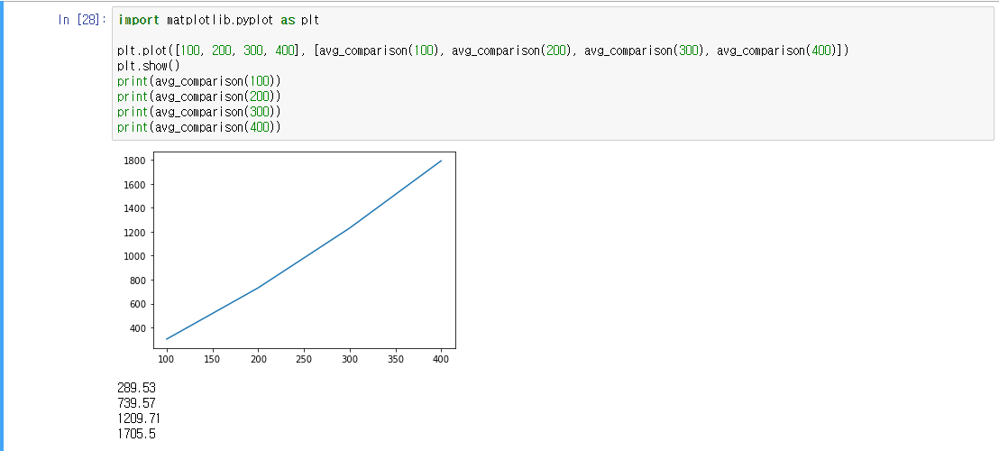 In [28]:
import matplotlib.pyplot as plt
plt.plot([100, 200, 300, 400], [avg_comparison(100), avg_comparison(200), avg_comparison(300), avg_comparison(400)])
plt.show()
print(avg_comparison(100))
print(avg_comparison(200))
print(avg_comparison(300))
print(avg_comparison(400))
1800
1600
1400
1200
1000
800
600
400
100 150 200 250 300 350 400
289.53
739.57
1209.71
1705.5